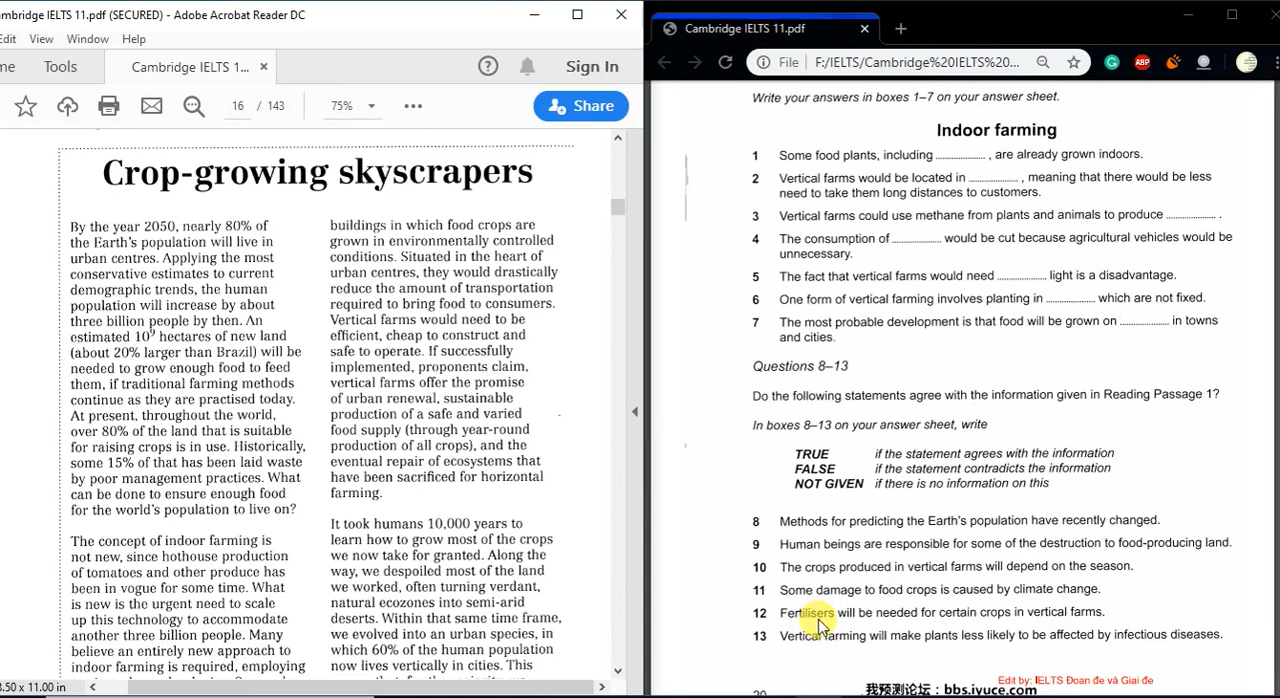 mbridge IELTS 11.pdf (SECURED) - Adobe Acrobat Reader DC
Edit View Window Help
me Tools Cambridge IELTS 1... × Sign In
16 / 143 75% Share
Crop-growing skyscrapers
By the year 2050, nearly 80% of
the Earth's population will live in
urban centres. Applying the most
conservative estimates to current
demographic trends, the human
population will increase by about
three billion people by then. An
estimated 10⁹ hectares of new land
(about 20% larger than Brazil) will be
needed to grow enough food to feed
them, if traditional farming methods
continue as they are practised today.
At present, throughout the world,
over 80% of the land that is suitable
for raising crops is in use. Historically,
some 15% of that has been laid waste
by poor management practices. What
can be done to ensure enough food
for the world's population to live on?
The concept of indoor farming is
not new, since hothouse production
of tomatoes and other produce has
been in vogue for some time. What
is new is the urgent need to scale
up this technology to accommodate
another three billion people. Many
believe an entirely new approach to
indoor farming is required, employing
buildings in which food crops are
grown in environmentally controlled
conditions. Situated in the heart of
urban centres, they would drastically
reduce the amount of transportation
required to bring food to consumers.
Vertical farms would need to be
efficient, cheap to construct and
safe to operate. If successfully
implemented, proponents claim,
vertical farms offer the promise
of urban renewal, sustainable
production of a safe and varied
food supply (through year-round
production of all crops), and the
eventual repair of ecosystems that
have been sacrificed for horizontal
farming.
It took humans 10,000 years to
learn how to grow most of the crops
we now take for granted. Along the
way, we despoiled most of the land
we worked, often turning verdant,
natural ecozones into semi-arid
deserts. Within that same time frame,
we evolved into an urban species, in
which 60% of the human population
now lives vertically in cities. This
8.50 x 11.00 in
Cambridge IELTS 11.pdf
File F:/IELTS/Cambridge%20IELTS%20...
Write your answers in boxes 1–7 on your answer sheet.
Indoor farming
1 Some food plants, including .................... , are already grown indoors.
2 Vertical farms would be located in .................... , meaning that there would be less
need to take them long distances to customers.
3 Vertical farms could use methane from plants and animals to produce .................... .
4 The consumption of .................... would be cut because agricultural vehicles would be
unnecessary.
5 The fact that vertical farms would need .................... light is a disadvantage.
6 One form of vertical farming involves planting in .................... which are not fixed.
7 The most probable development is that food will be grown on .................... in towns
and cities.
Questions 8–13
Do the following statements agree with the information given in Reading Passage 1?
In boxes 8–13 on your answer sheet, write
TRUE if the statement agrees with the information
FALSE if the statement contradicts the information
NOT GIVEN if there is no information on this
8 Methods for predicting the Earth's population have recently changed.
9 Human beings are responsible for some of the destruction to food-producing land.
10 The crops produced in vertical farms will depend on the season.
11 Some damage to food crops is caused by climate change.
12 Fertilisers will be needed for certain crops in vertical farms.
13 Vertical farming will make plants less likely to be affected by infectious diseases.
Edit by: IELTS Đoan đe và Giai đe
我预测论坛：bbs.iyuce.com